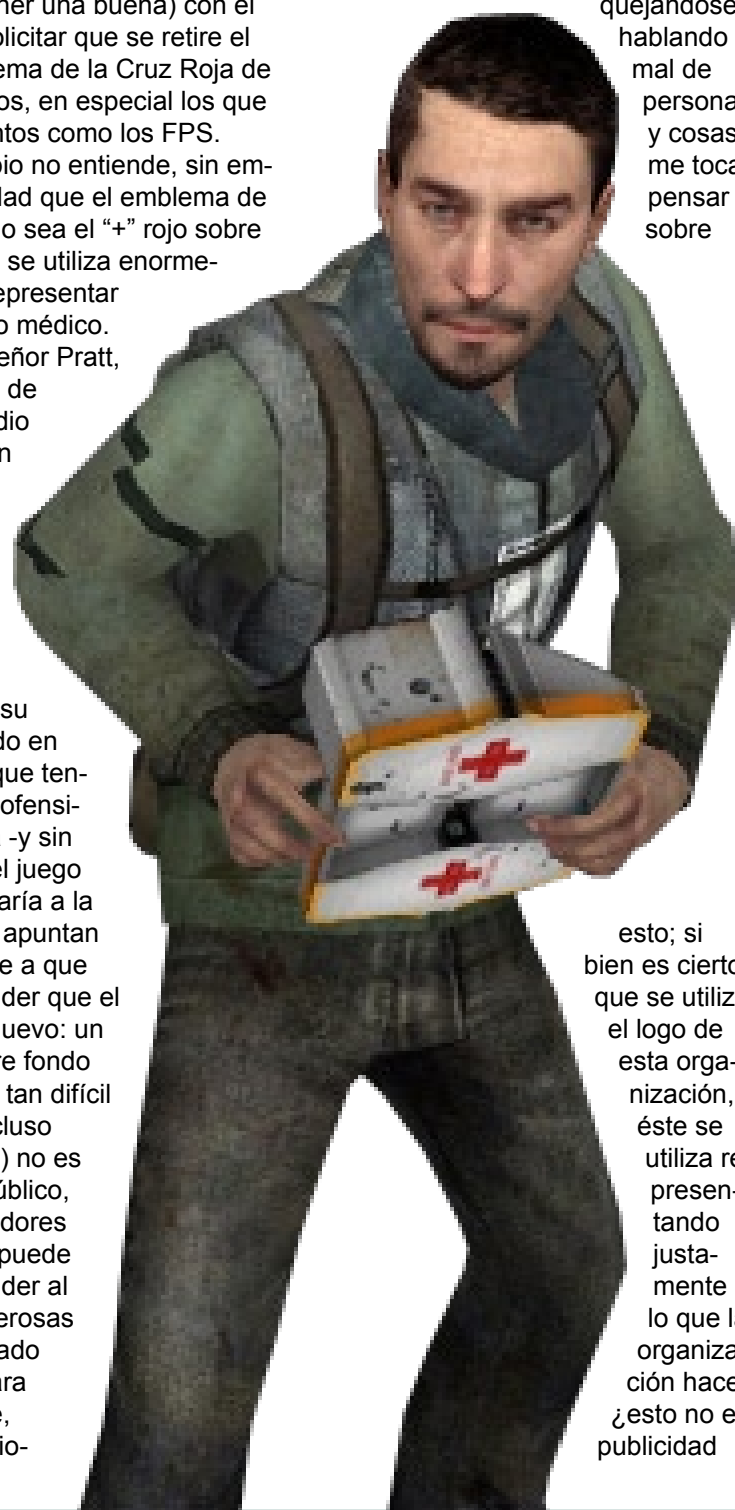 ner una buena) con el
olicitar que se retire el
ema de la Cruz Roja de
os, en especial los que
ntos como los FPS.
pio no entiende, sin em-
dad que el emblema de
o sea el “+” rojo sobre
se utiliza enorme-
epresentar
o médico.
eñor Pratt,
de
dio
n
su
do en
que ten-
ofensi-
-y sin
el juego
aría a la
apuntan
e a que
der que el
uevo: un
re fondo
tan difícil
cluso
) no es
úblico,
dores
puede
der al
erosas
ado
ara
e,
io-
quejándose
hablando
mal de
persona
y cosas
me toca
pensar
sobre
esto; si
bien es cierto
que se utiliz
el logo de
esta orga-
nización,
éste se
utiliza re
presen-
tando
justa-
mente
lo que la
organiza
ción hace
¿esto no e
publicidad